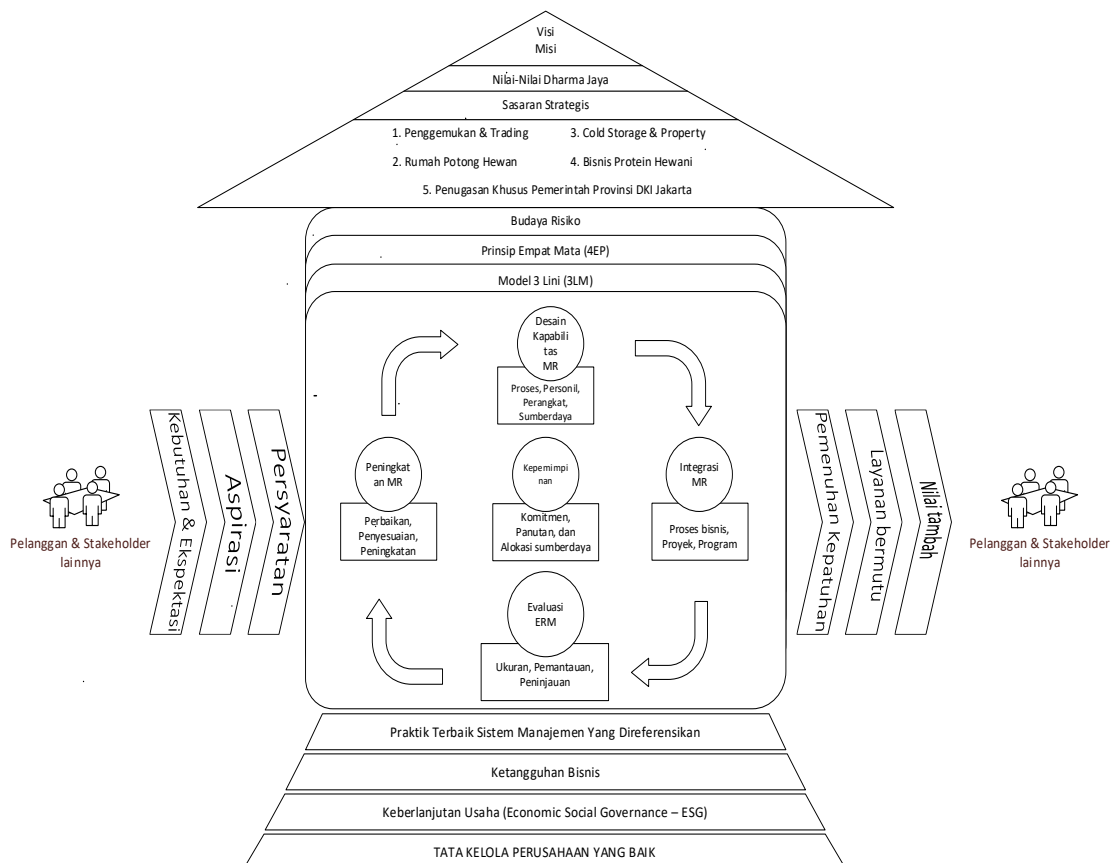 Visi
Misi
Nilai-Nilai Dharma Jaya
Sasaran Strategis
1. Penggemukan & Trading
3. Cold Storage & Property
2. Rumah Potong Hewan
4. Bisnis Protein Hewani
5. Penugasan Khusus Pemerintah Provinsi DKI Jakarta
Budaya Risiko
Prinsip Empat Mata (4EP)
Model 3 Lini (3LM)
Pelanggan & Stakeholder
lainnya
Kebutuhan & Ekspektasi
Aspirasi
Persyaratan
Desain
Kapabili
tas
MR
Proses, Personil,
Perangkat,
Sumberdaya
Peningkat
an MR
Perbaikan,
Penyesuaian,
Peningkatan
Kepemimpi
nan
Komitmen,
Panutan, dan
Alokasi sumberdaya
Integrasi
MR
Proses bisnis,
Proyek, Program
Evaluasi
ERM
Ukuran, Pemantauan,
Peninjauan
Pemenuhan Kepatuhan
Layanan bermutu
Nilai tambah
Pelanggan & Stakeholder
lainnya
Praktik Terbaik Sistem Manajemen Yang Direferensikan
Ketangguhan Bisnis
Keberlanjutan Usaha (Economic Social Governance – ESG)
TATA KELOLA PERUSAHAAN YANG BAIK